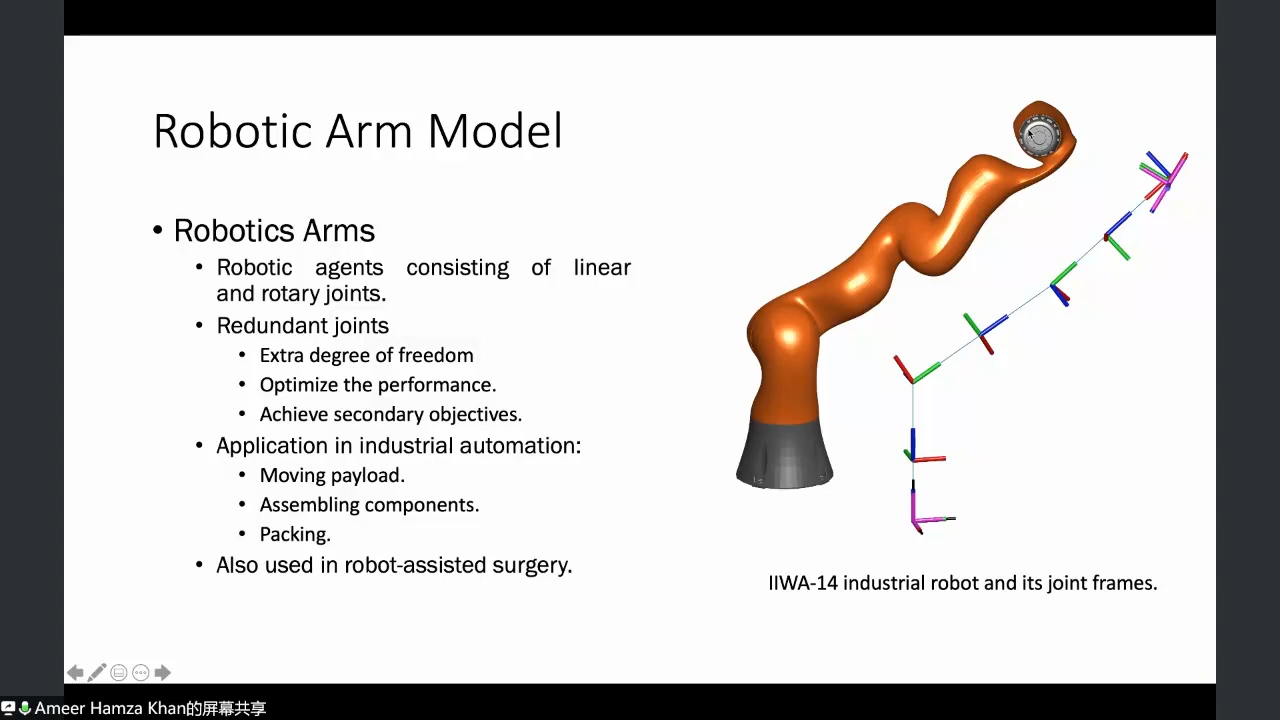 Robotic Arm Model
• Robotics Arms
• Robotic agents consisting of linear
and rotary joints.
• Redundant joints
• Extra degree of freedom
• Optimize the performance.
• Achieve secondary objectives.
• Application in industrial automation:
• Moving payload.
• Assembling components.
• Packing.
• Also used in robot-assisted surgery.
IIWA-14 industrial robot and its joint frames.
Ameer Hamza Khan的屏幕共享